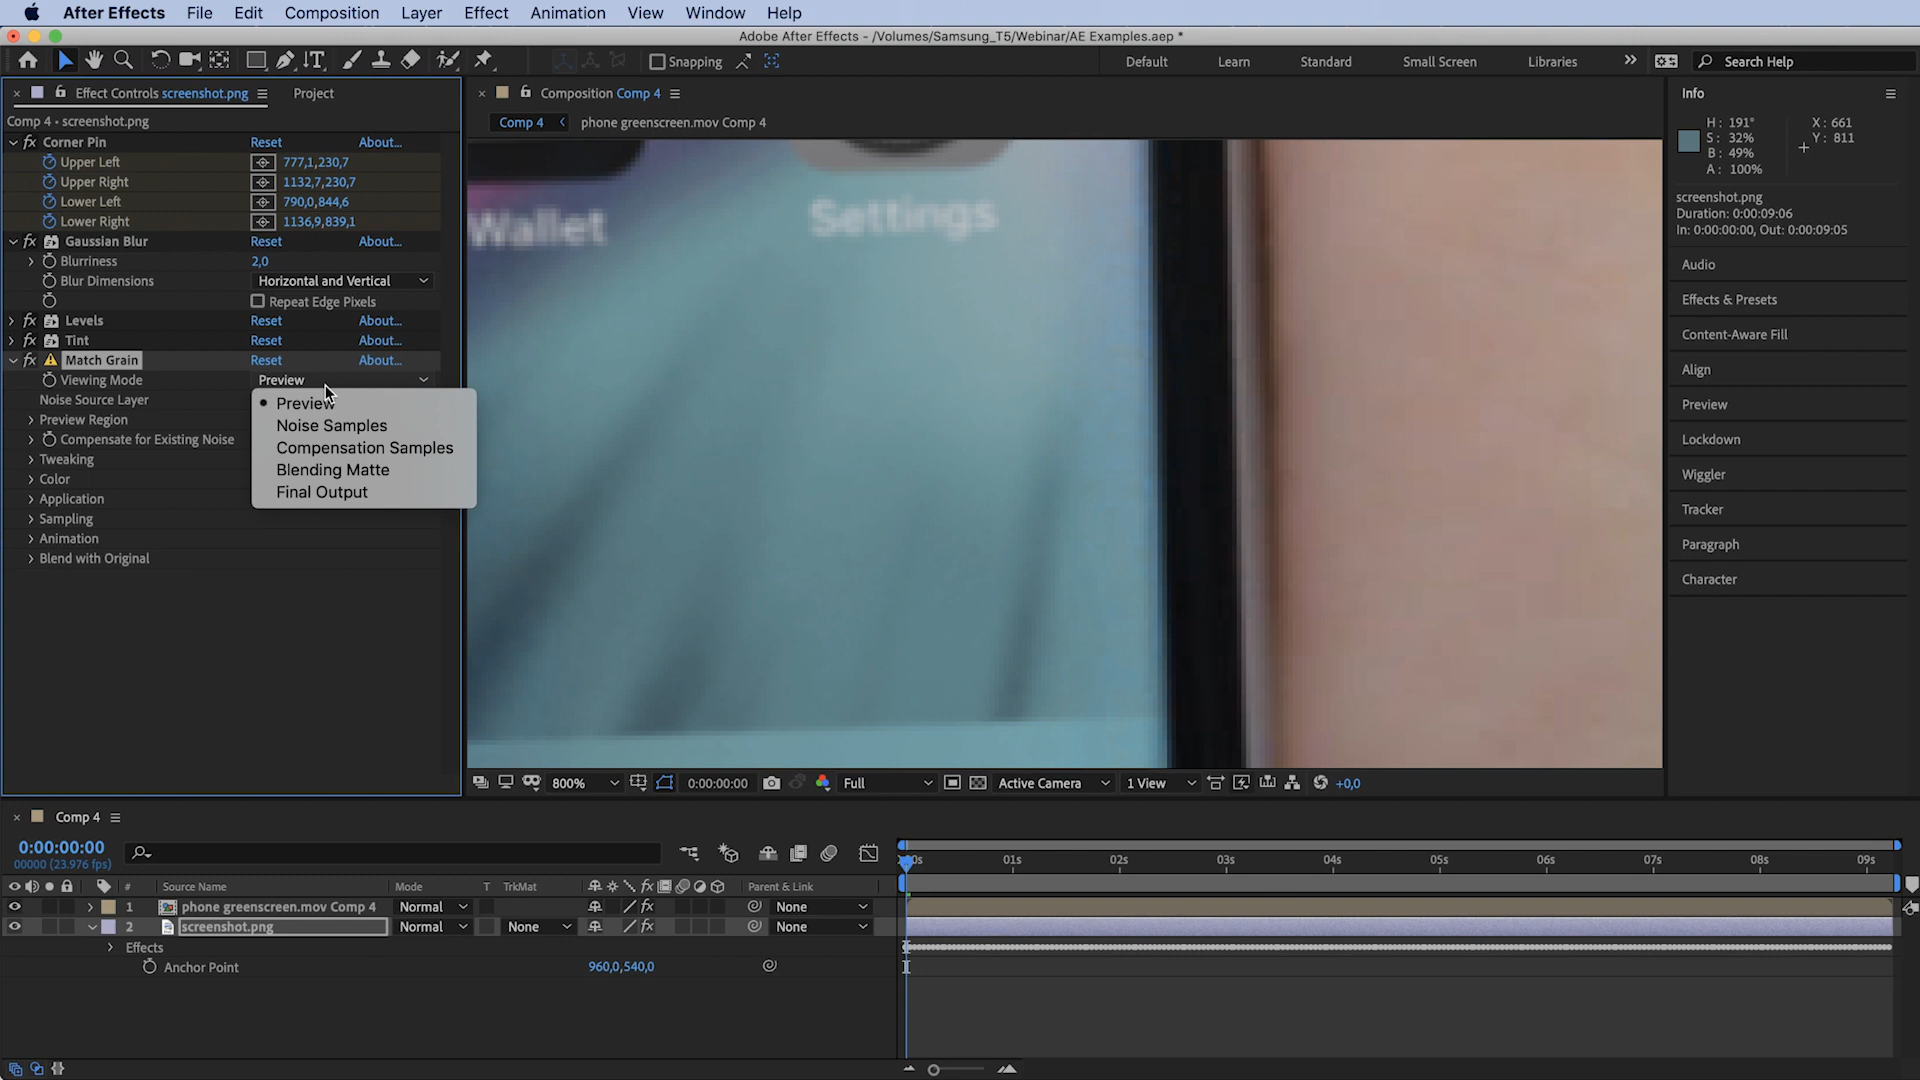 After Effects File Edit Composition Layer Effect Animation View Window Help
Adobe After Effects - /Volumes/Samsung_T5/Webinar/AE Examples.aep *
Snapping Default Learn Standard Small Screen Libraries Search Help
Effect Controls screenshot.png Project
Comp 4 • screenshot.png
Corner Pin Reset About...
Upper Left 777,1,230,7
Upper Right 1132,7,230,7
Lower Left 790,0,844,6
Lower Right 1136,9,839,1
Gaussian Blur Reset About...
Blurriness 2,0
Blur Dimensions Horizontal and Vertical
Repeat Edge Pixels
Levels Reset About...
Tint Reset About...
Match Grain Reset About...
Viewing Mode Preview
Noise Source Layer
Preview Region
Compensate for Existing Noise
Tweaking
Color
Application
Sampling
Animation
Blend with Original
Preview
Noise Samples
Compensation Samples
Blending Matte
Final Output
Composition Comp 4
Comp 4 phone greenscreen.mov Comp 4
Wallet Settings
800% 0:00:00:00 Full Active Camera 1 View +0,0
Info
H: 191° X: 661
S: 32% Y: 811
B: 49%
A: 100%
screenshot.png
Duration: 0:00:09:06
In: 0:00:00:00, Out: 0:00:09:05
Audio
Effects & Presets
Content-Aware Fill
Align
Preview
Lockdown
Wiggler
Tracker
Paragraph
Character
Comp 4
0:00:00:00
00000 (23.976 fps)
01s 02s 03s 04s 05s 06s 07s 08s 09s
# Source Name Mode T TrkMat Parent & Link
1 phone greenscreen.mov Comp 4 Normal None
2 screenshot.png Normal None None
Effects
Anchor Point 960,0,540,0